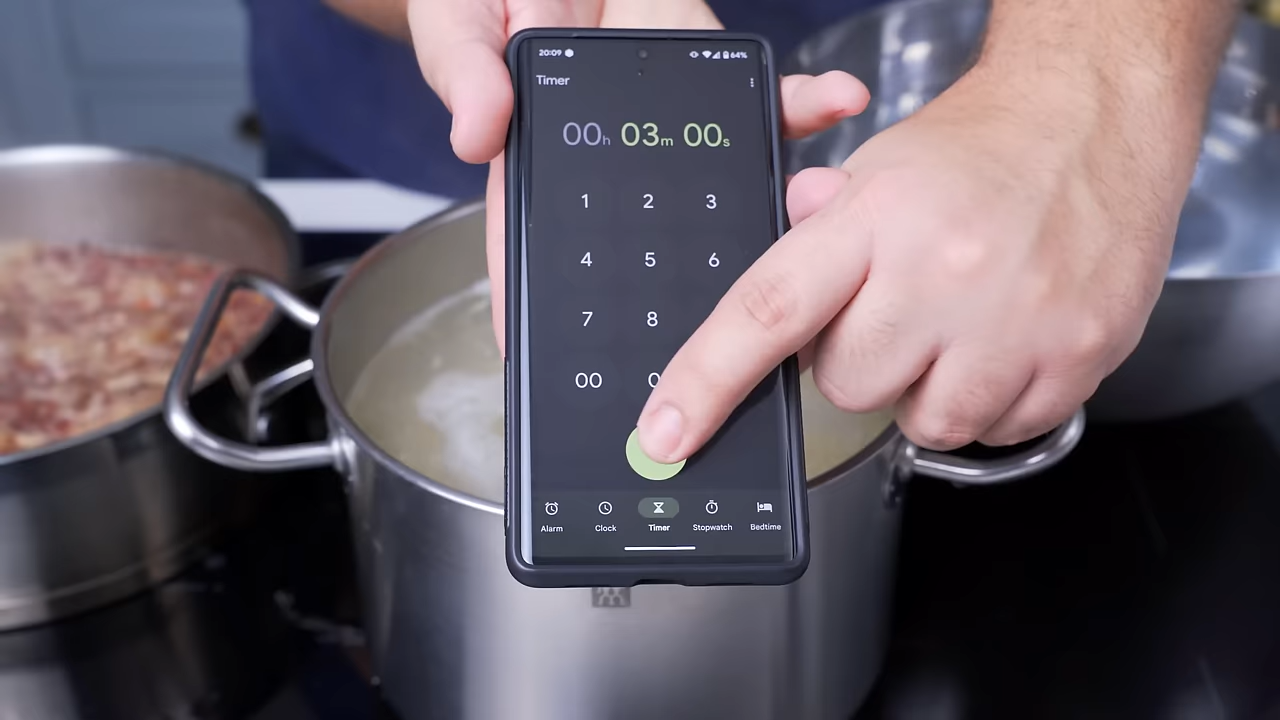 20:09 64%
Timer
00h 03m 00s
1 2 3
4 5 6
7 8
00 0
Alarm Clock Timer Stopwatch Bedtime